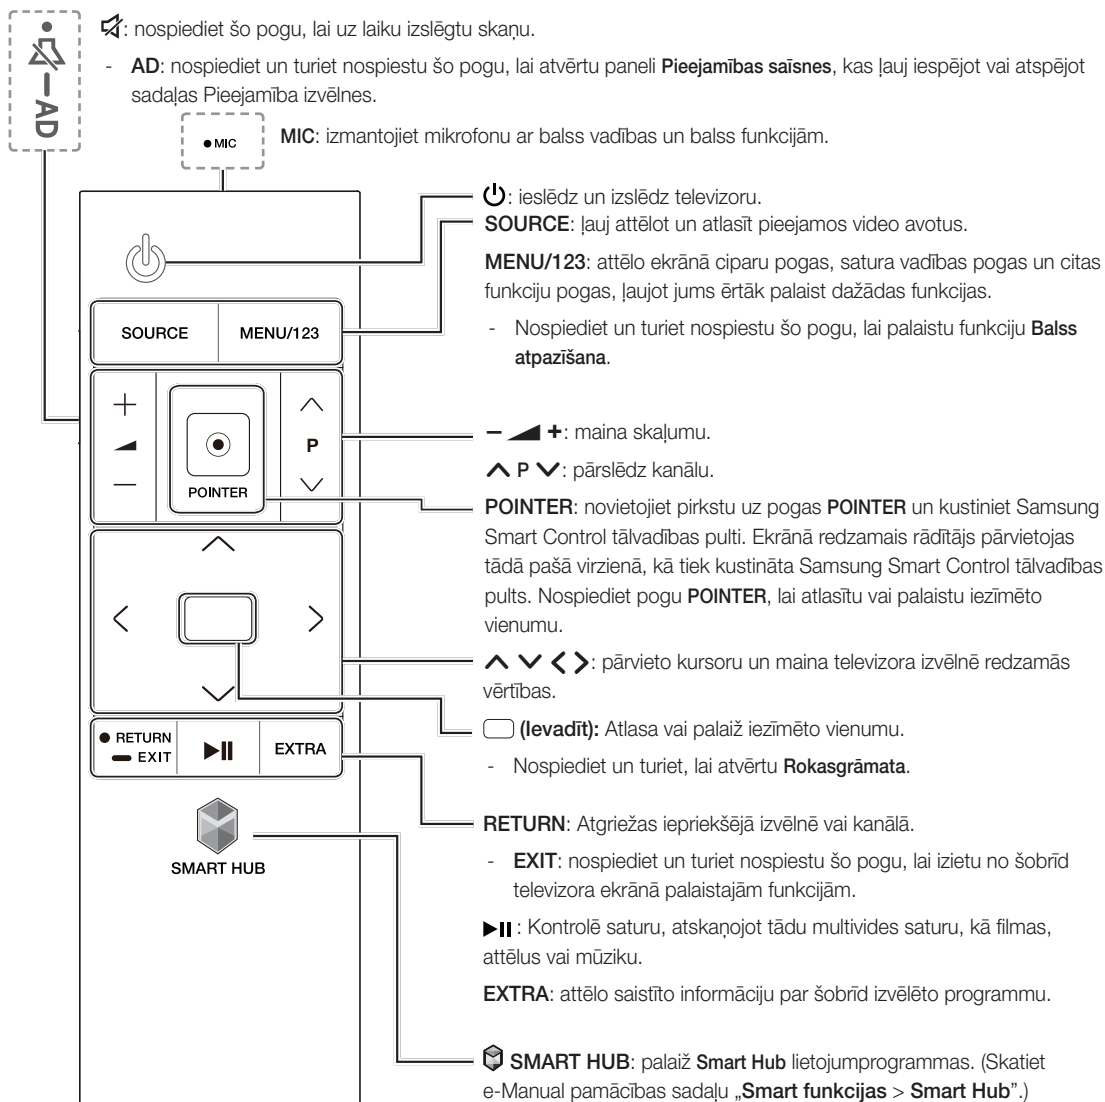 : nospiediet šo pogu, lai uz laiku izslēgtu skaņu.
- AD: nospiediet un turiet nospiestu šo pogu, lai atvērtu paneli Pieejamības saīsnes, kas ļauj iespējot vai atspējot
sadaļas Pieejamība izvēlnes.
AD
● MIC
MIC: izmantojiet mikrofonu ar balss vadības un balss funkcijām.
⏻: ieslēdz un izslēdz televizoru.
SOURCE: ļauj attēlot un atlasīt pieejamos video avotus.
MENU/123: attēlo ekrānā ciparu pogas, satura vadības pogas un citas
funkciju pogas, ļaujot jums ērtāk palaist dažādas funkcijas.
- Nospiediet un turiet nospiestu šo pogu, lai palaistu funkciju Balss
atpazīšana.
SOURCE
MENU/123
P
POINTER
− +: maina skaļumu.
P : pārslēdz kanālu.
POINTER: novietojiet pirkstu uz pogas POINTER un kustiniet Samsung
Smart Control tālvadības pulti. Ekrānā redzamais rādītājs pārvietojas
tādā pašā virzienā, kā tiek kustināta Samsung Smart Control tālvadības
pults. Nospiediet pogu POINTER, lai atlasītu vai palaistu iezīmēto
vienumu.
: pārvieto kursoru un maina televizora izvēlnē redzamās
vērtības.
(Ievadīt): Atlasa vai palaiž iezīmēto vienumu.
- Nospiediet un turiet, lai atvērtu Rokasgrāmata.
● RETURN
EXIT
EXTRA
SMART HUB
RETURN: Atgriežas iepriekšējā izvēlnē vai kanālā.
- EXIT: nospiediet un turiet nospiestu šo pogu, lai izietu no šobrīd
televizora ekrānā palaistajām funkcijām.
: Kontrolē saturu, atskaņojot tādu multivides saturu, kā filmas,
attēlus vai mūziku.
EXTRA: attēlo saistīto informāciju par šobrīd izvēlēto programmu.
SMART HUB: palaiž Smart Hub lietojumprogrammas. (Skatiet
e-Manual pamācības sadaļu „Smart funkcijas > Smart Hub”.)